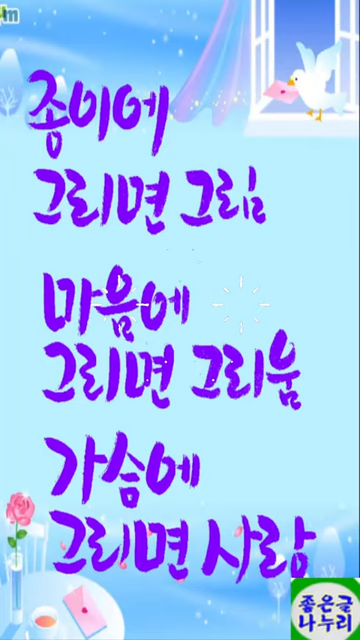 종이에
그리면 그림
마음에
그리면 그리움
가슴에
그리면 사랑
좋은글
나누리